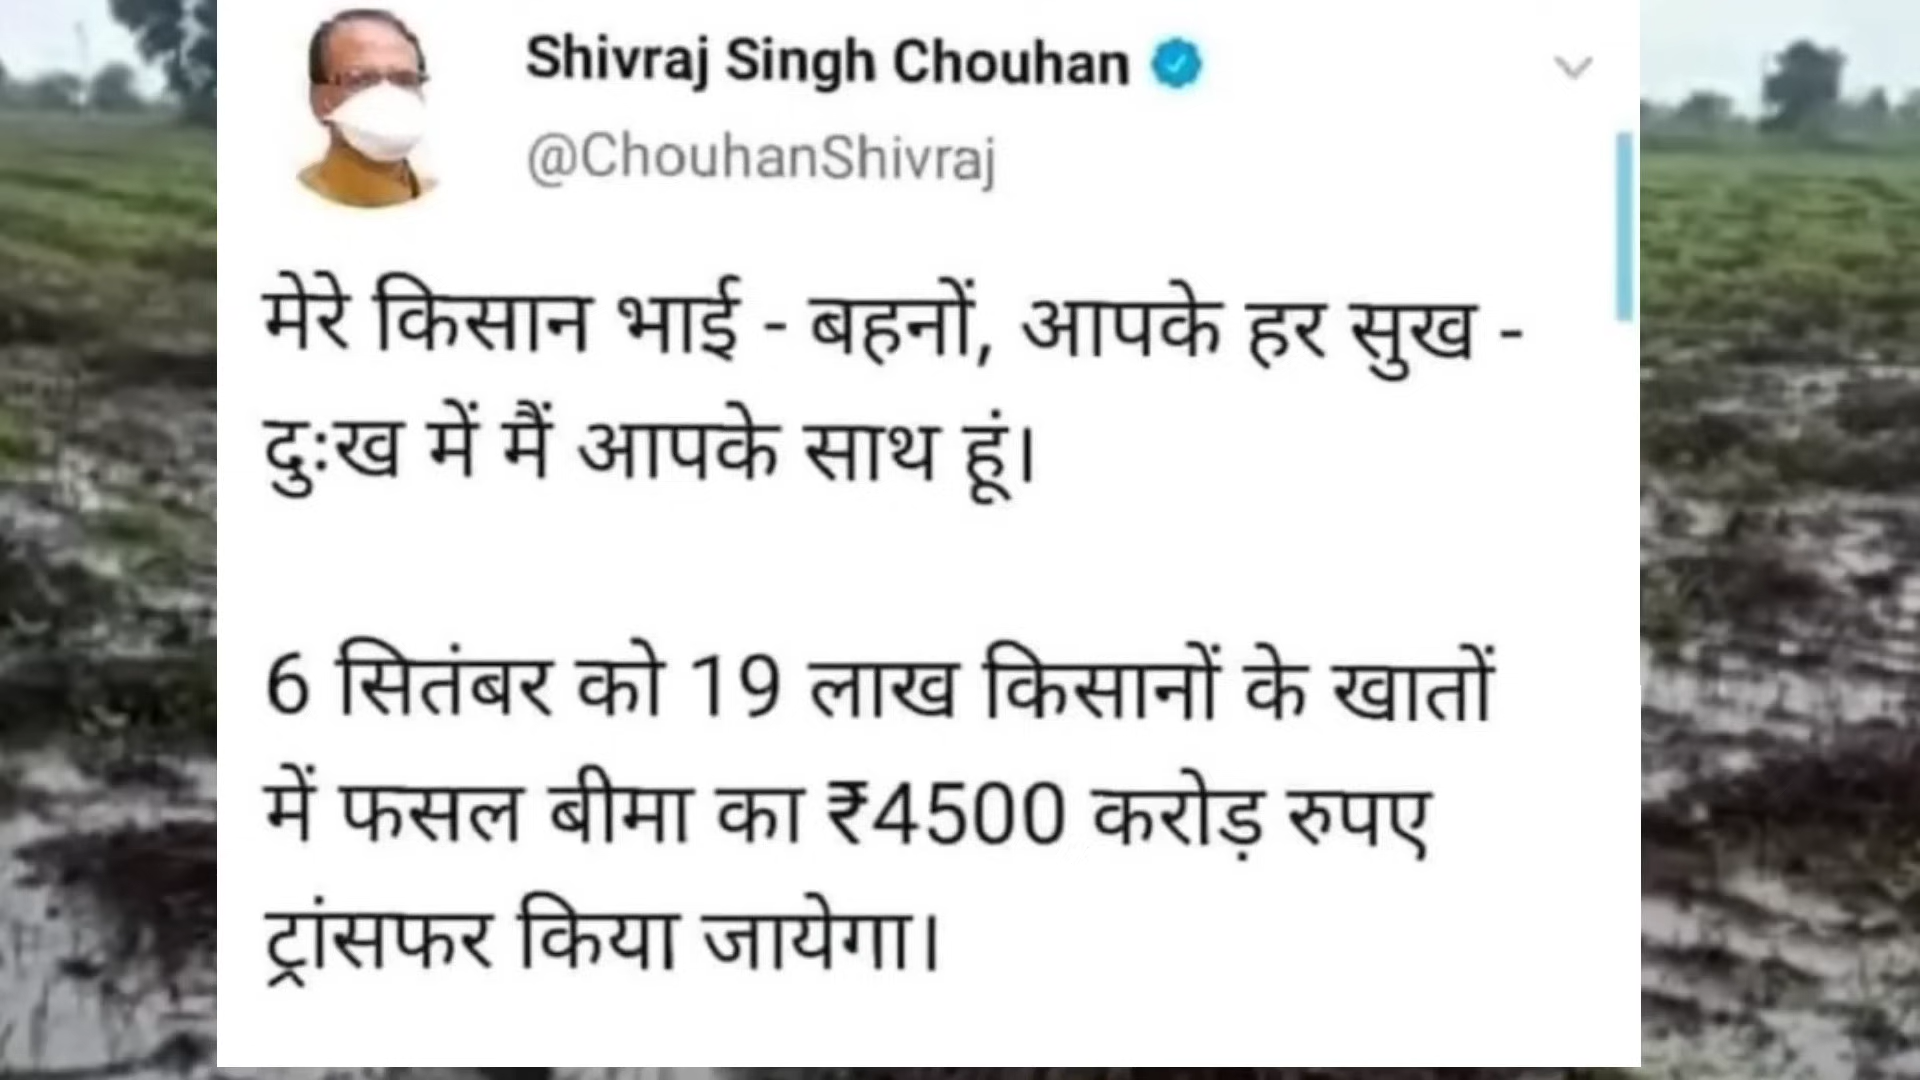 Shivraj Singh Chouhan
@ChouhanShivraj
मेरे किसान भाई - बहनों, आपके हर सुख -
दुःख में मैं आपके साथ हूं।
6 सितंबर को 19 लाख किसानों के खातों
में फसल बीमा का ₹4500 करोड़ रुपए
ट्रांसफर किया जायेगा।